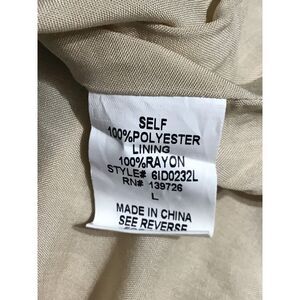 SELF
100%POLYESTER
LINING
100%RAYON
STYLE# 6ID0232L
RN# 139726
L
MADE IN CHINA
SEE REVERSE